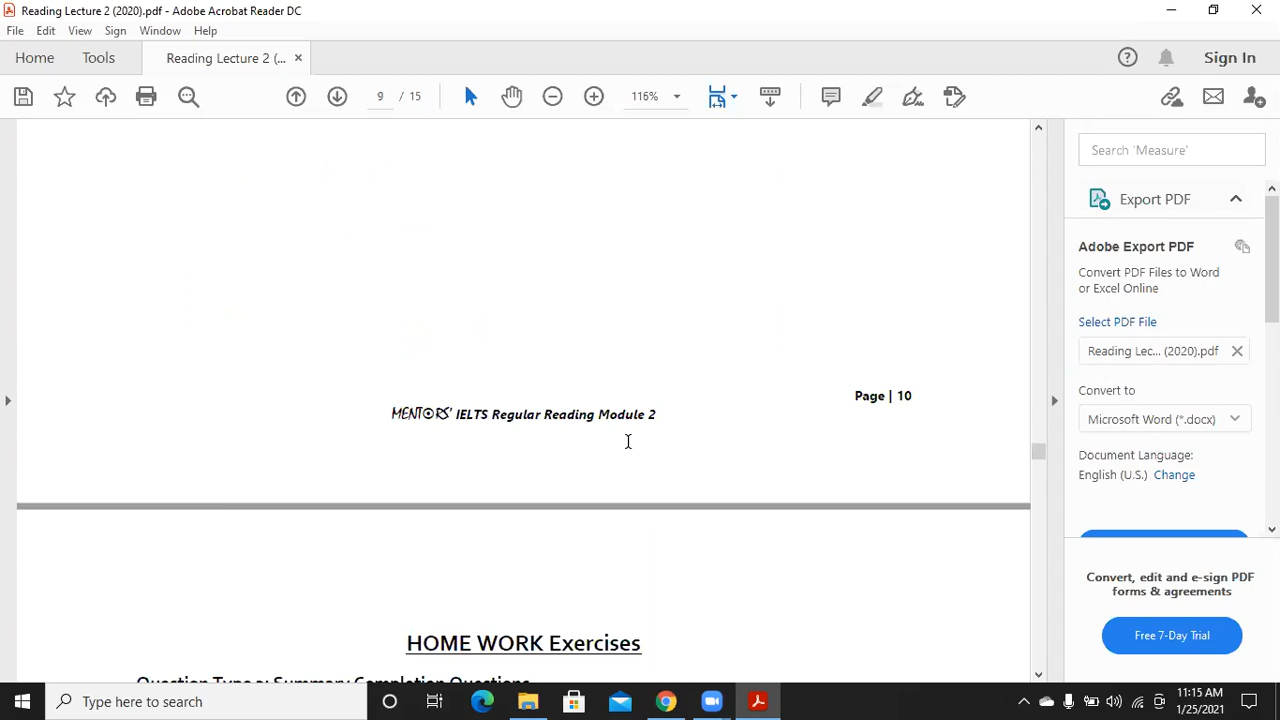 Reading Lecture 2 (2020).pdf - Adobe Acrobat Reader DC
File Edit View Sign Window Help
Home Tools Reading Lecture 2 (... × Sign In
9 / 15 116%
Search 'Measure'
Export PDF
Adobe Export PDF
Convert PDF Files to Word
or Excel Online
Select PDF File
Reading Lec... (2020).pdf
Convert to
Microsoft Word (*.docx)
Document Language:
English (U.S.) Change
Convert, edit and e-sign PDF
forms & agreements
Free 7-Day Trial
Page | 10
MENTORS' IELTS Regular Reading Module 2
HOME WORK Exercises
Summary Completion Questions
Type here to search
11:15 AM
1/25/2021